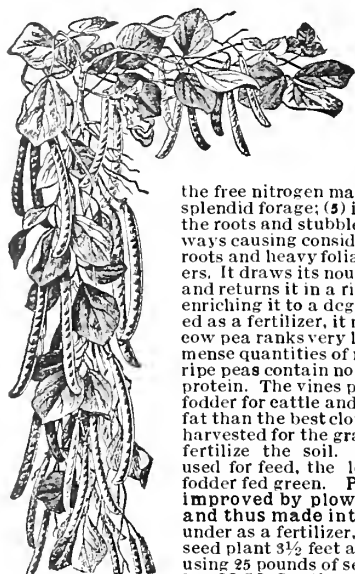 the free nitrogen ma
splendid forage; (5) i
the roots and stubble
ways causing consid
roots and heavy folia
ers. It draws its nou
and returns it in a ri
enriching it to a deg
ed as a fertilizer, it r
cow pea ranks very l
mense quantities of
ripe peas contain no
protein. The vines p
fodder for cattle and
fat than the best clo
harvested for the gra
fertilize the soil.
used for feed, the l
fodder fed green. P
improved by plow
and thus made int
under as a fertilizer,
seed plant 3½ feet a
using 25 pounds of se